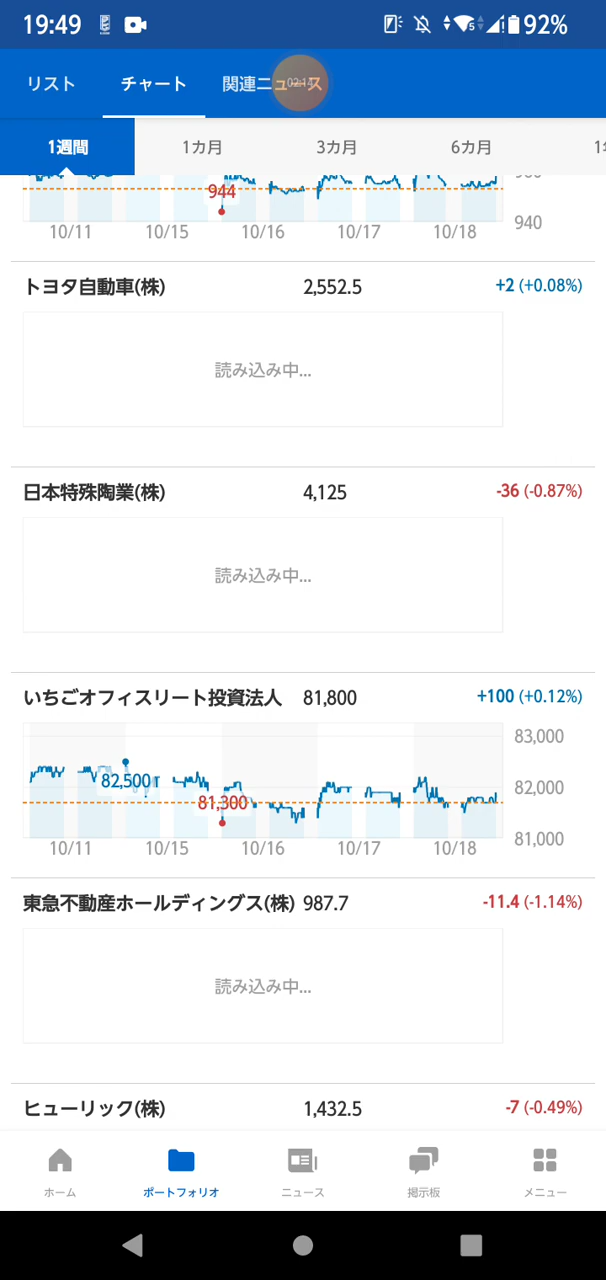 19:49 92%
リスト チャート 関連ニュース
02:14
1週間 1カ月 3カ月 6カ月
944
940
10/11 10/15 10/16 10/17 10/18
トヨタ自動車(株) 2,552.5 +2 (+0.08%)
読み込み中...
日本特殊陶業(株) 4,125 -36 (-0.87%)
読み込み中...
いちごオフィスリート投資法人 81,800 +100 (+0.12%)
83,000
82,500
82,000
81,300
81,000
10/11 10/15 10/16 10/17 10/18
東急不動産ホールディングス(株) 987.7 -11.4 (-1.14%)
読み込み中...
ヒューリック(株) 1,432.5 -7 (-0.49%)
ホーム ポートフォリオ ニュース 掲示板 メニュー